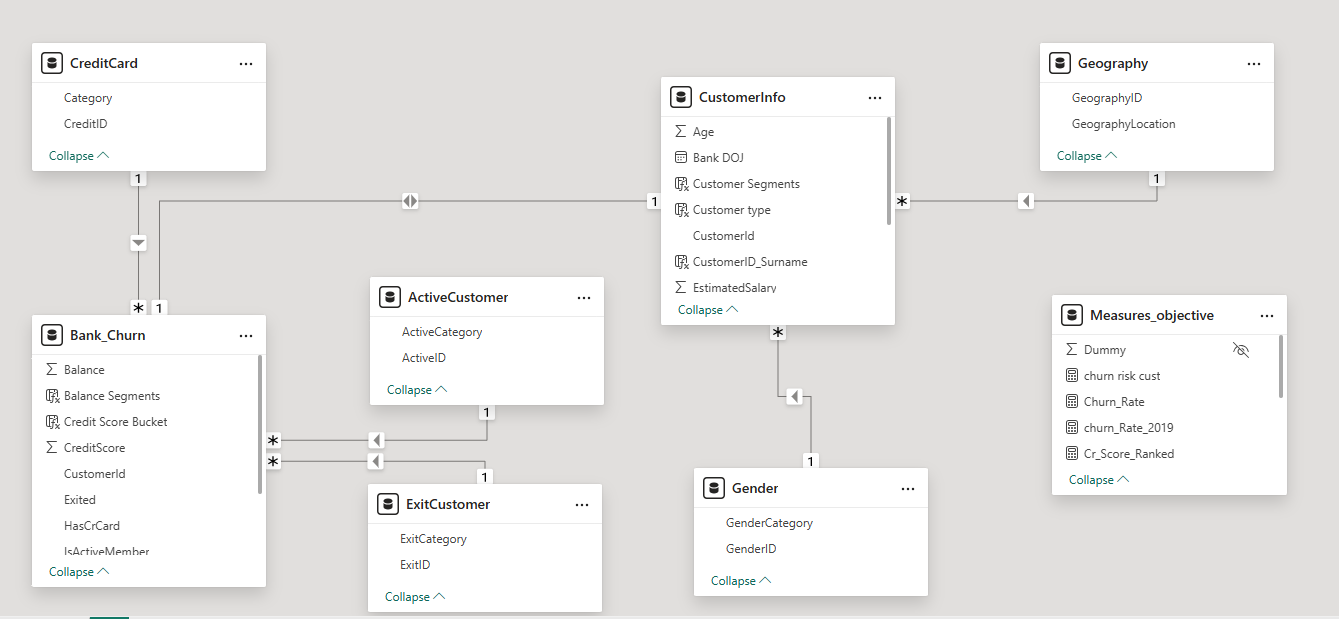 CreditCard
Category
CreditID
Collapse
1
CustomerInfo
Age
Bank DOJ
Customer Segments
Customer type
CustomerId
CustomerID_Surname
EstimatedSalary
Collapse
1
*
*
Geography
GeographyID
GeographyLocation
Collapse
1
*
1
Bank_Churn
Balance
Balance Segments
Credit Score Bucket
CreditScore
CustomerId
Exited
HasCrCard
IsActiveMember
Collapse
*
*
ActiveCustomer
ActiveCategory
ActiveID
Collapse
1
1
ExitCustomer
ExitCategory
ExitID
Collapse
1
Gender
GenderCategory
GenderID
Collapse
Measures_objective
Dummy
churn risk cust
Churn_Rate
churn_Rate_2019
Cr_Score_Ranked
Collapse